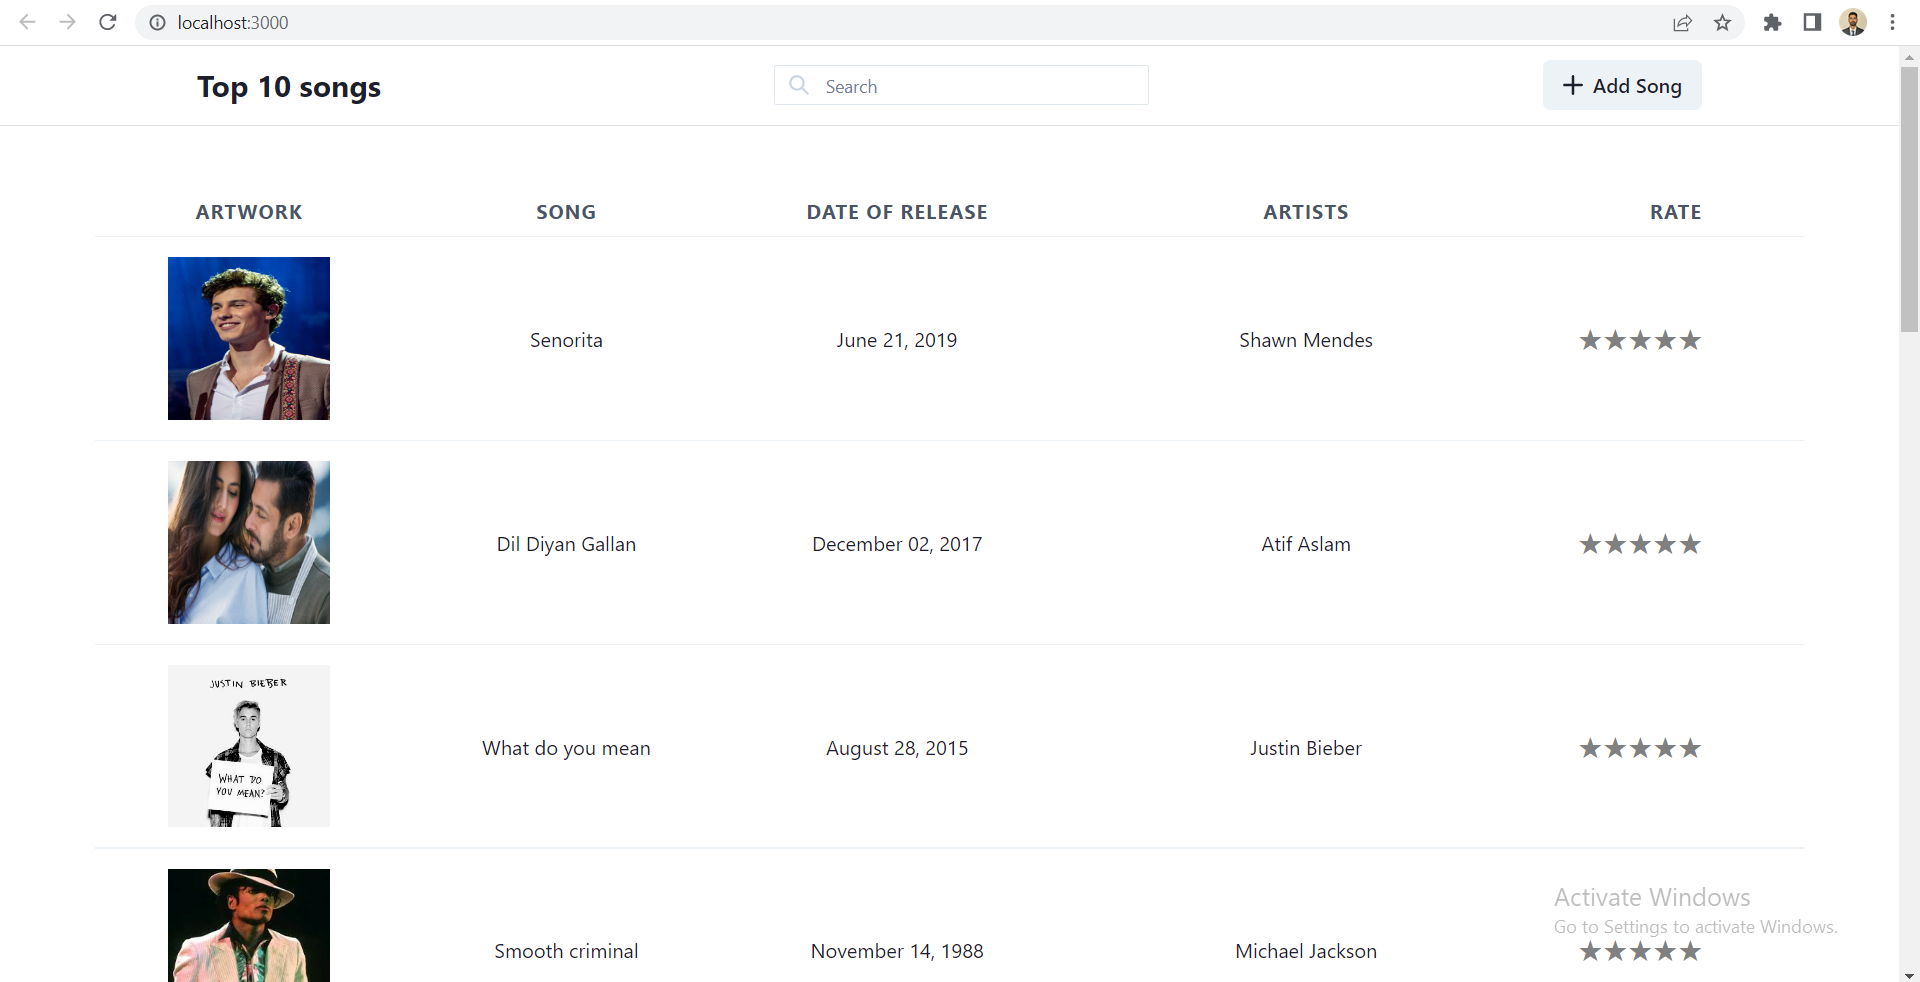 localhost:3000
Top 10 songs
Search
Add Song
ARTWORK SONG DATE OF RELEASE ARTISTS RATE
Senorita June 21, 2019 Shawn Mendes ★★★★★
Dil Diyan Gallan December 02, 2017 Atif Aslam ★★★★★
JUSTIN BIEBER
WHAT DO
YOU MEAN?
What do you mean August 28, 2015 Justin Bieber ★★★★★
Activate Windows
Go to Settings to activate Windows.
Smooth criminal November 14, 1988 Michael Jackson ★★★★★